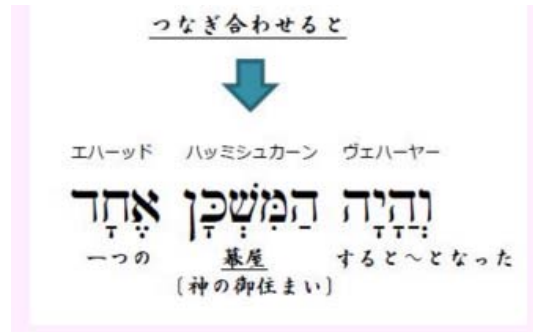 つなぎ合わせると
エハーッド ハッミシュカーン ヴェハーヤー
וְהָיָה הַמִּשְׁכָּן אֶחָד
一つの 幕屋 すると～となった
〔神の御住まい〕